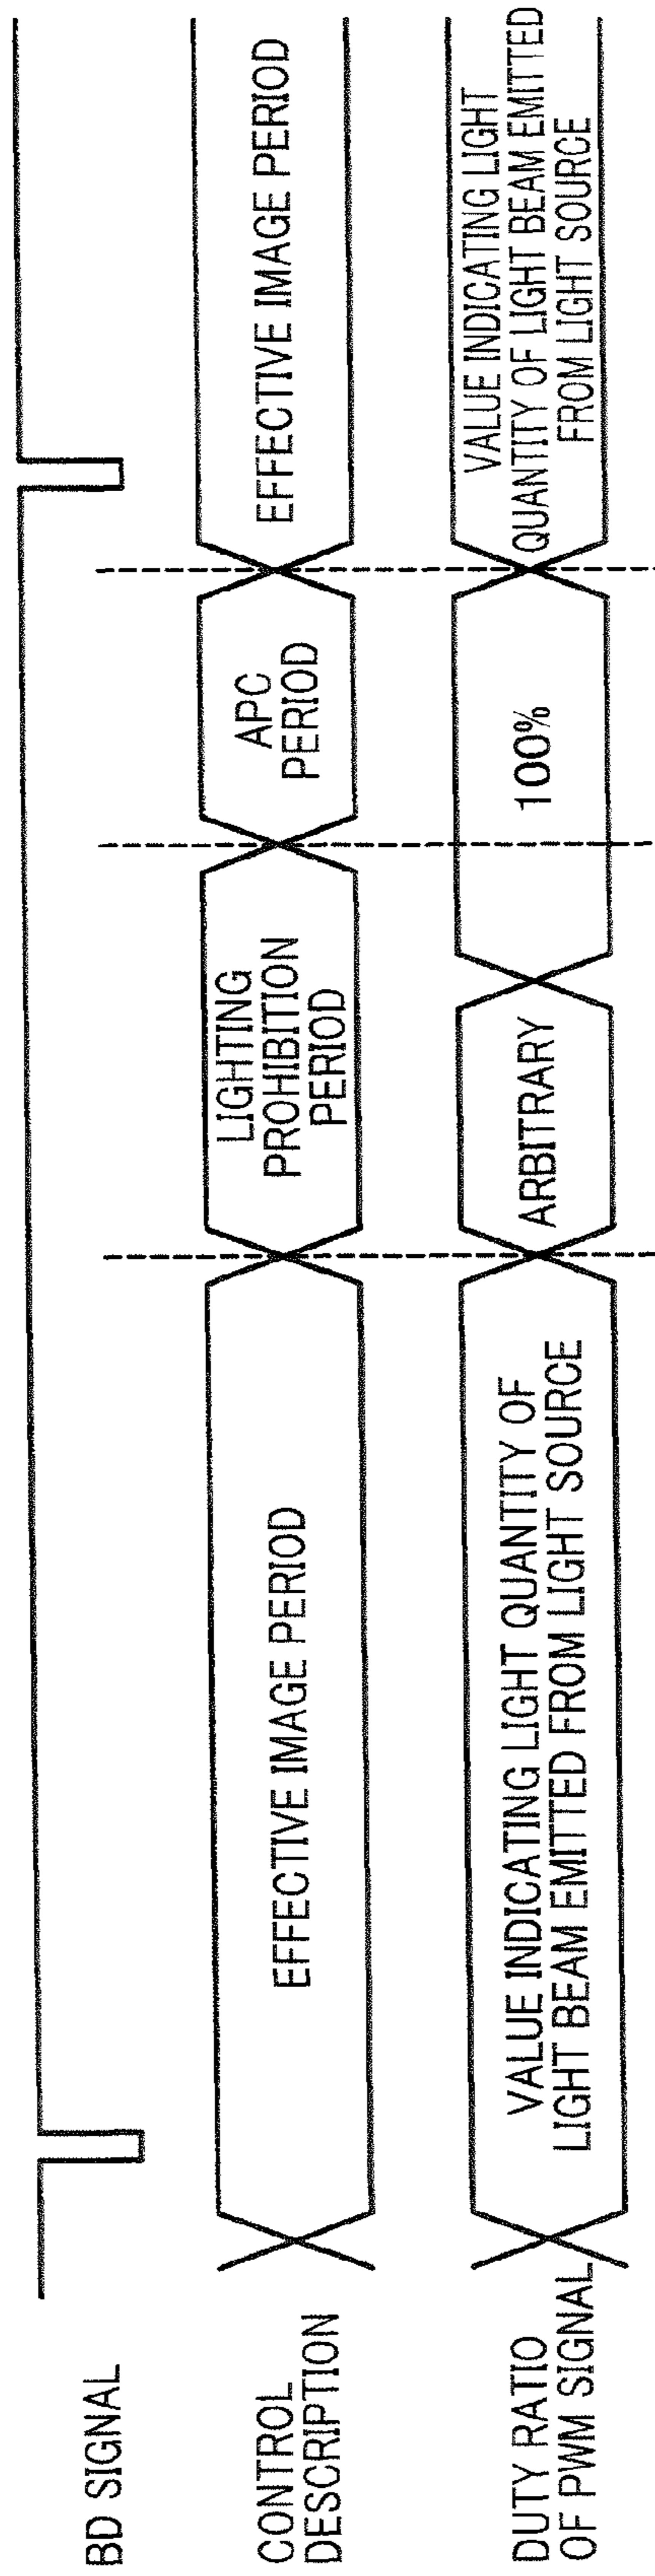 BD SIGNAL
CONTROL
DESCRIPTION
EFFECTIVE IMAGE PERIOD
LIGHTING
PROHIBITION
PERIOD
APC
PERIOD
EFFECTIVE IMAGE PERIOD
DUTY RATIO
OF PWM SIGNAL
VALUE INDICATING LIGHT QUANTITY OF
LIGHT BEAM EMITTED FROM LIGHT SOURCE
ARBITRARY
100%
VALUE INDICATING LIGHT
QUANTITY OF LIGHT BEAM EMITTED
FROM LIGHT SOURCE